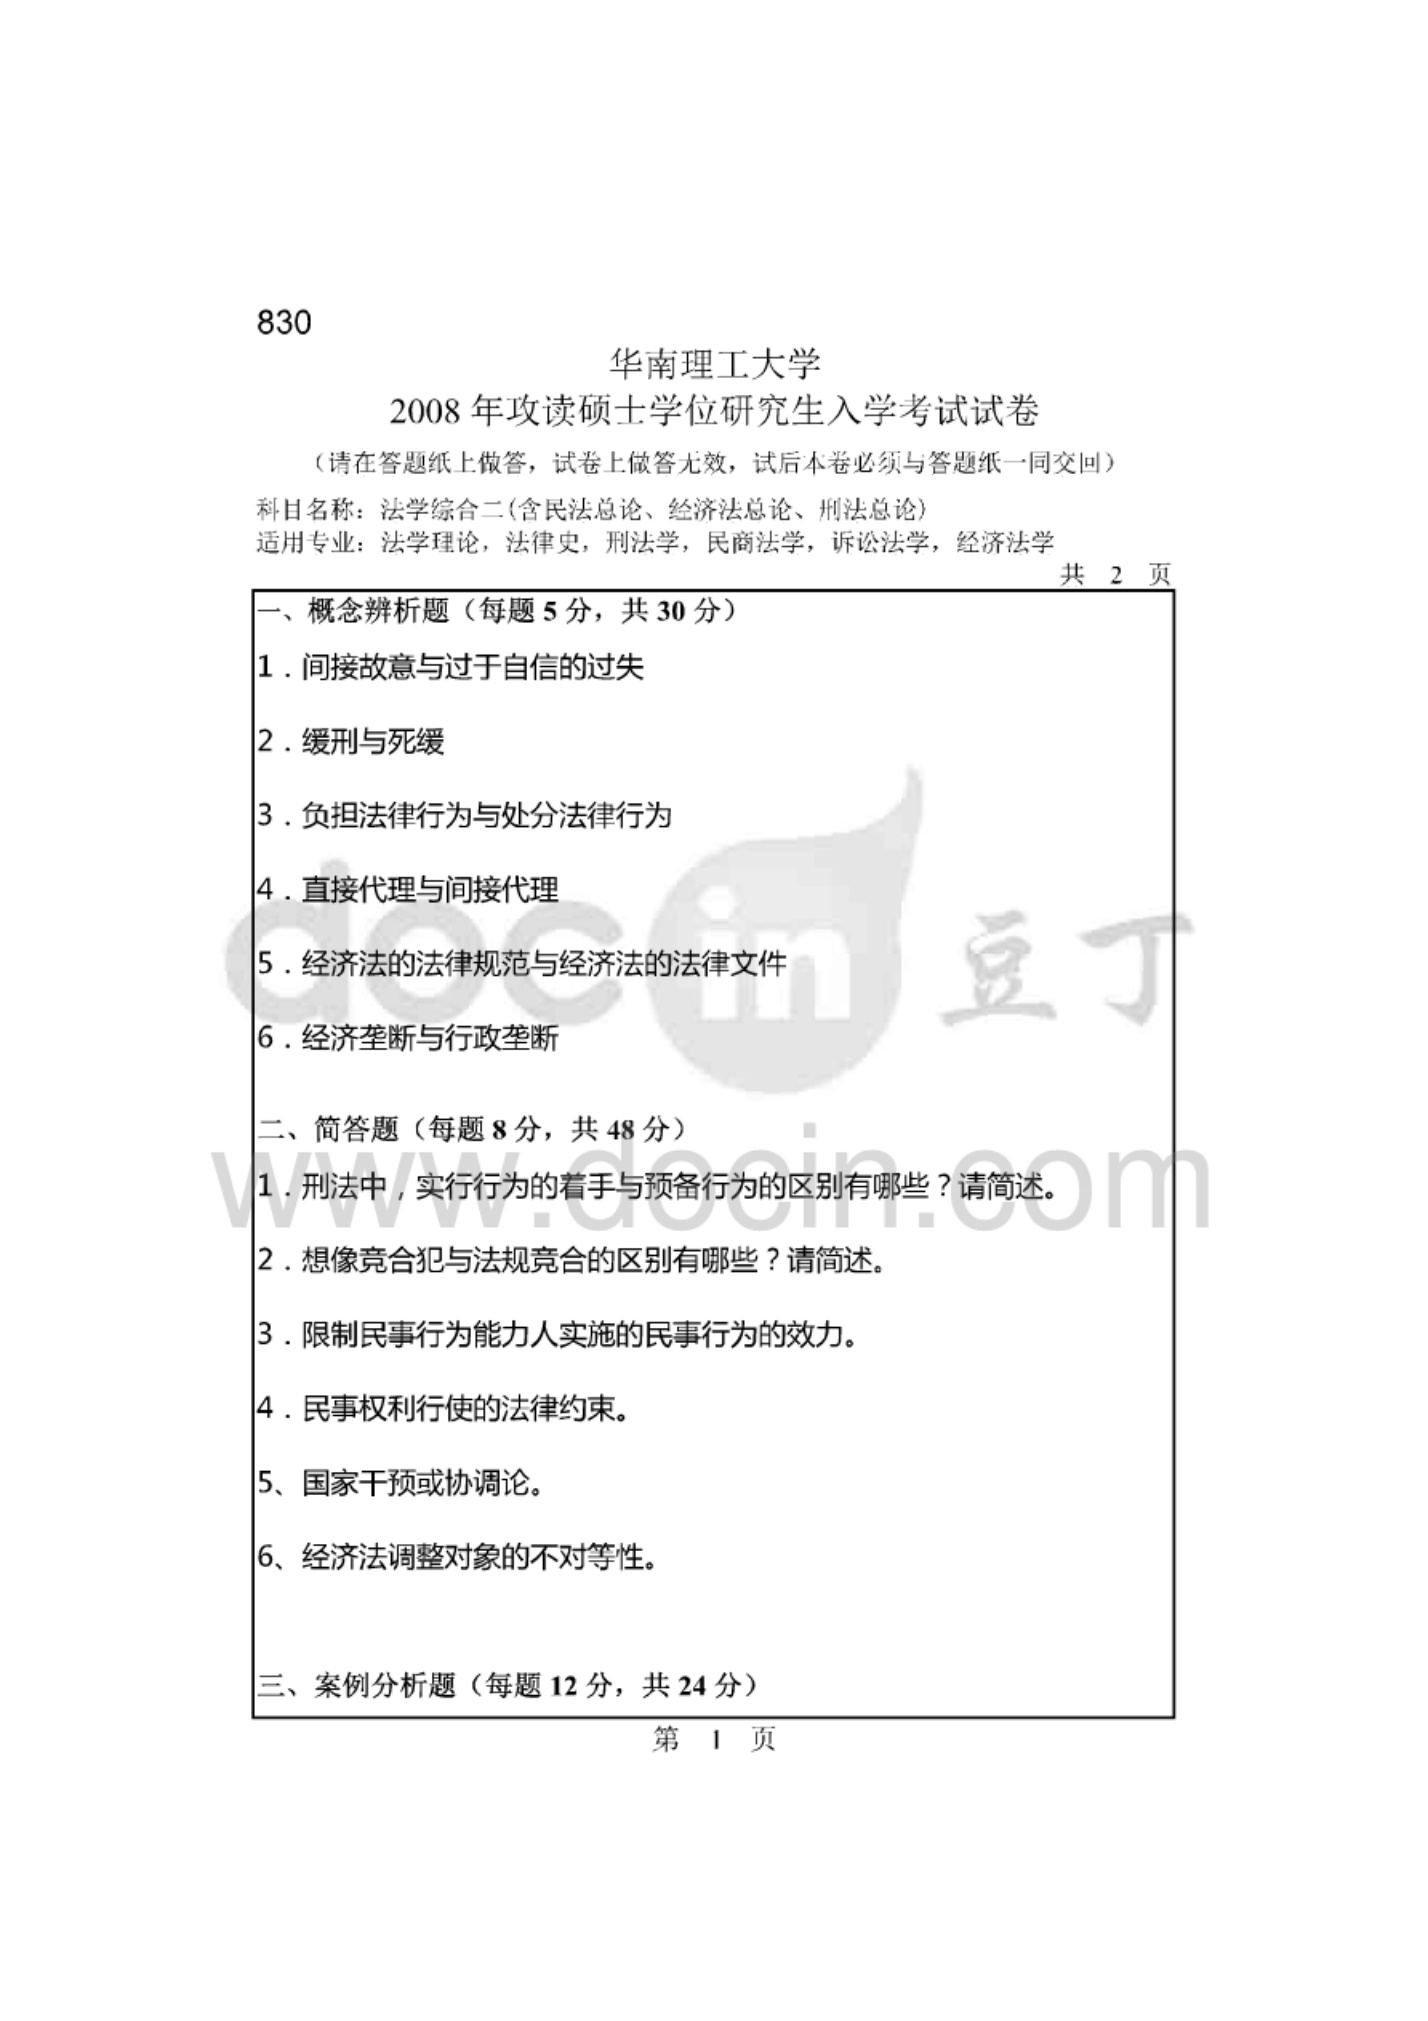 830
华南理工大学
2008 年攻读硕士学位研究生入学考试试卷
（请在答题纸上做答，试卷上做答无效，试后本卷必须与答题纸一同交回）
科目名称：法学综合二(含民法总论、经济法总论、刑法总论)
适用专业：法学理论，法律史，刑法学，民商法学，诉讼法学，经济法学
共 2 页
一、概念辨析题（每题 5 分，共 30 分）
1．间接故意与过于自信的过失
2．缓刑与死缓
3．负担法律行为与处分法律行为
4．直接代理与间接代理
5．经济法的法律规范与经济法的法律文件
6．经济垄断与行政垄断
docin 豆丁
二、简答题（每题 8 分，共 48 分）
www.docin.com
1．刑法中，实行行为的着手与预备行为的区别有哪些？请简述。
2．想像竞合犯与法规竞合的区别有哪些？请简述。
3．限制民事行为能力人实施的民事行为的效力。
4．民事权利行使的法律约束。
5、国家干预或协调论。
6、经济法调整对象的不对等性。
三、案例分析题（每题 12 分，共 24 分）
第 1 页